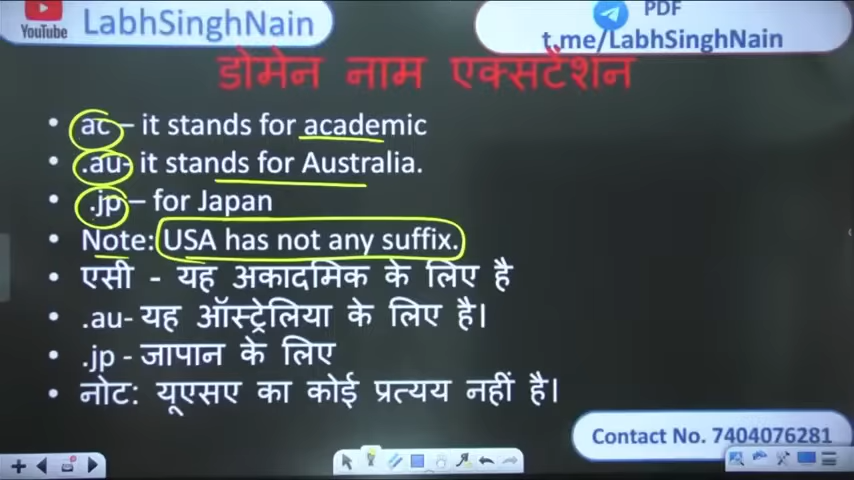 YouTube
LabhSinghNain
PDF
t.me/LabhSinghNain
डोमेन नाम एक्सटेंशन
• ac – it stands for academic
• .au- it stands for Australia.
• .jp – for Japan
• Note: USA has not any suffix.
• एसी - यह अकादमिक के लिए है
• .au- यह ऑस्ट्रेलिया के लिए है।
• .jp - जापान के लिए
• नोट: यूएसए का कोई प्रत्यय नहीं है।
Contact No. 7404076281